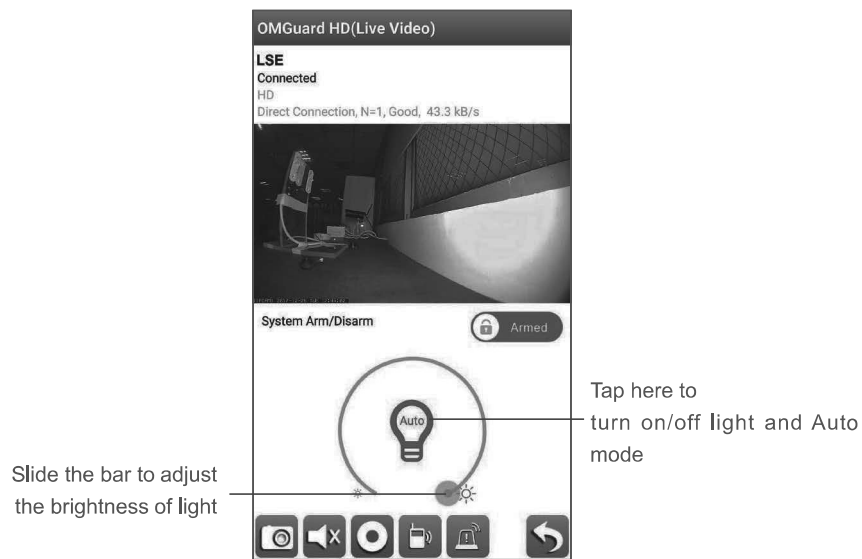 OMGuard HD(Live Video)
LSE
Connected
HD
Direct Connection, N=1, Good, 43.3 kB/s
System Arm/Disarm
Armed
Auto
Tap here to
turn on/off light and Auto
mode
Slide the bar to adjust
the brightness of light